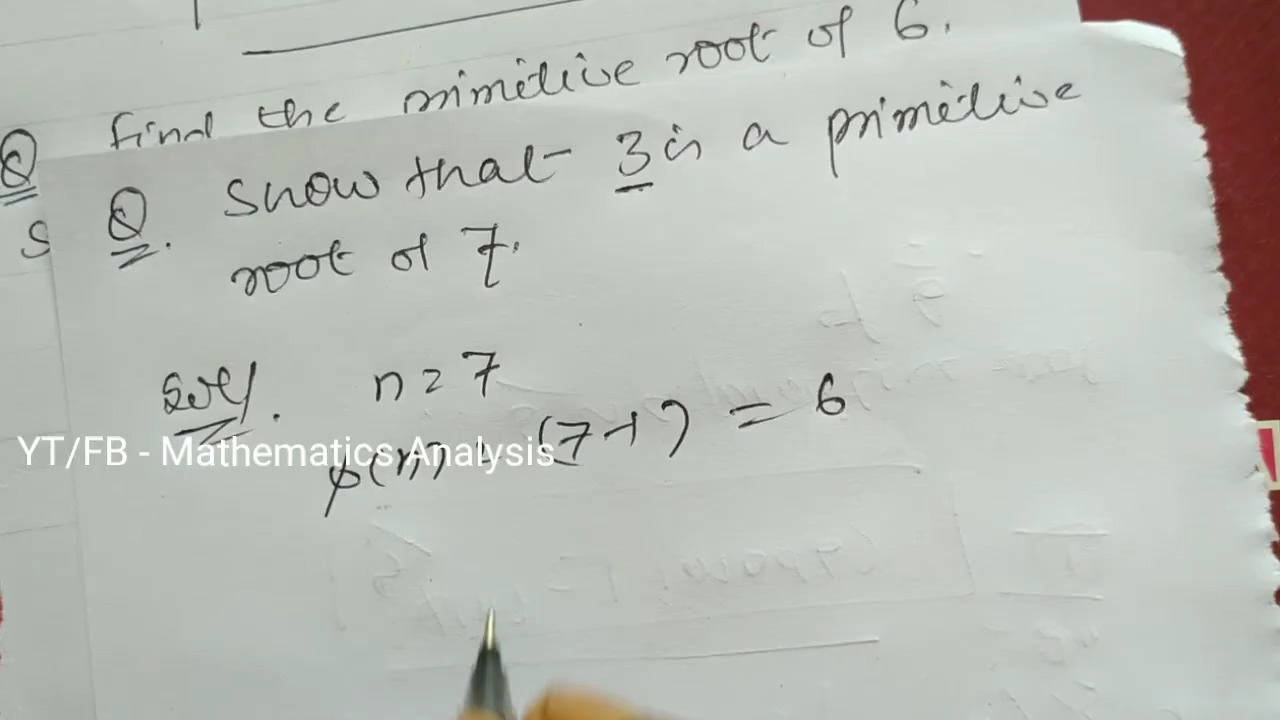 Q Find the primitive root of 6.
S
Q. Show that 3 is a primitive
root of 7.
Soln. n = 7
ϕ(n) = (7-1) = 6
YT/FB - Mathematics Analysis